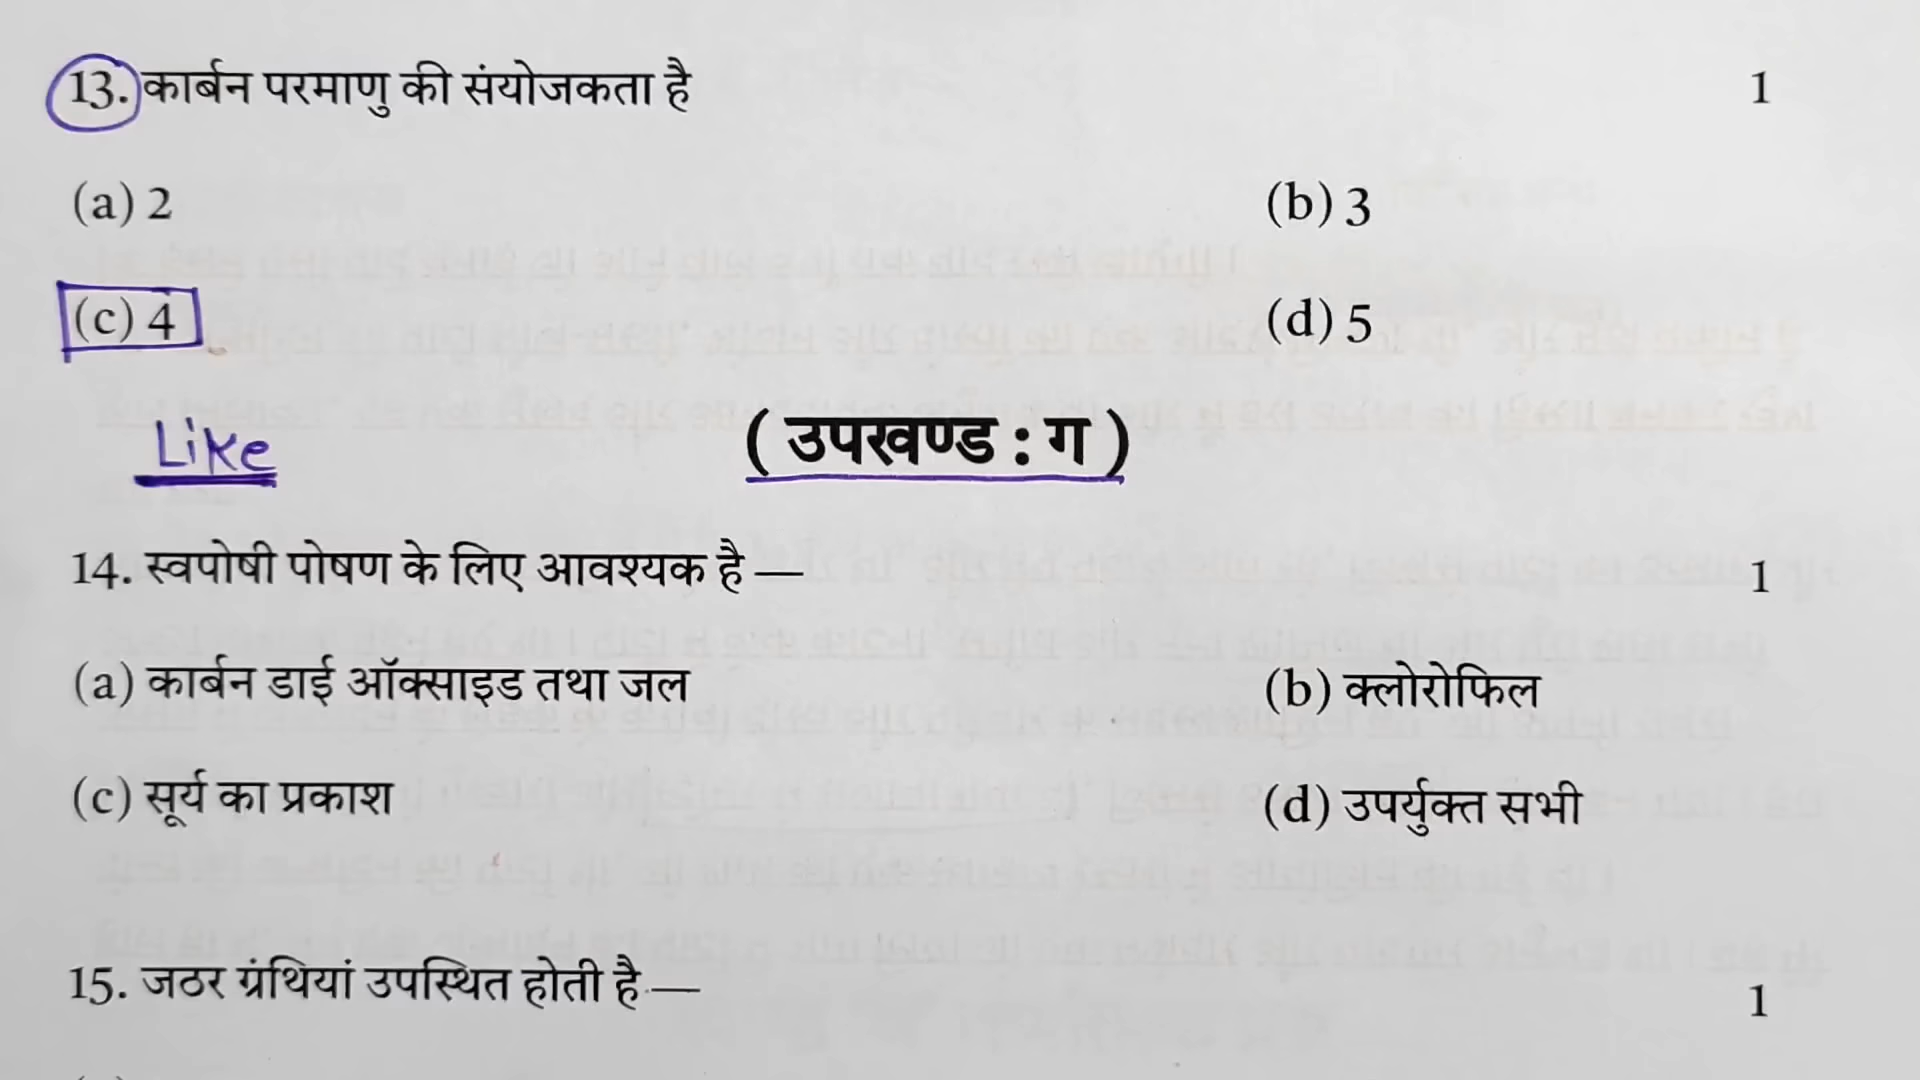 13. कार्बन परमाणु की संयोजकता है 1
(a) 2 (b) 3
(c) 4 (d) 5
Like ( उपखण्ड : ग )
14. स्वपोषी पोषण के लिए आवश्यक है — 1
(a) कार्बन डाई ऑक्साइड तथा जल (b) क्लोरोफिल
(c) सूर्य का प्रकाश (d) उपर्युक्त सभी
15. जठर ग्रंथियां उपस्थित होती है — 1